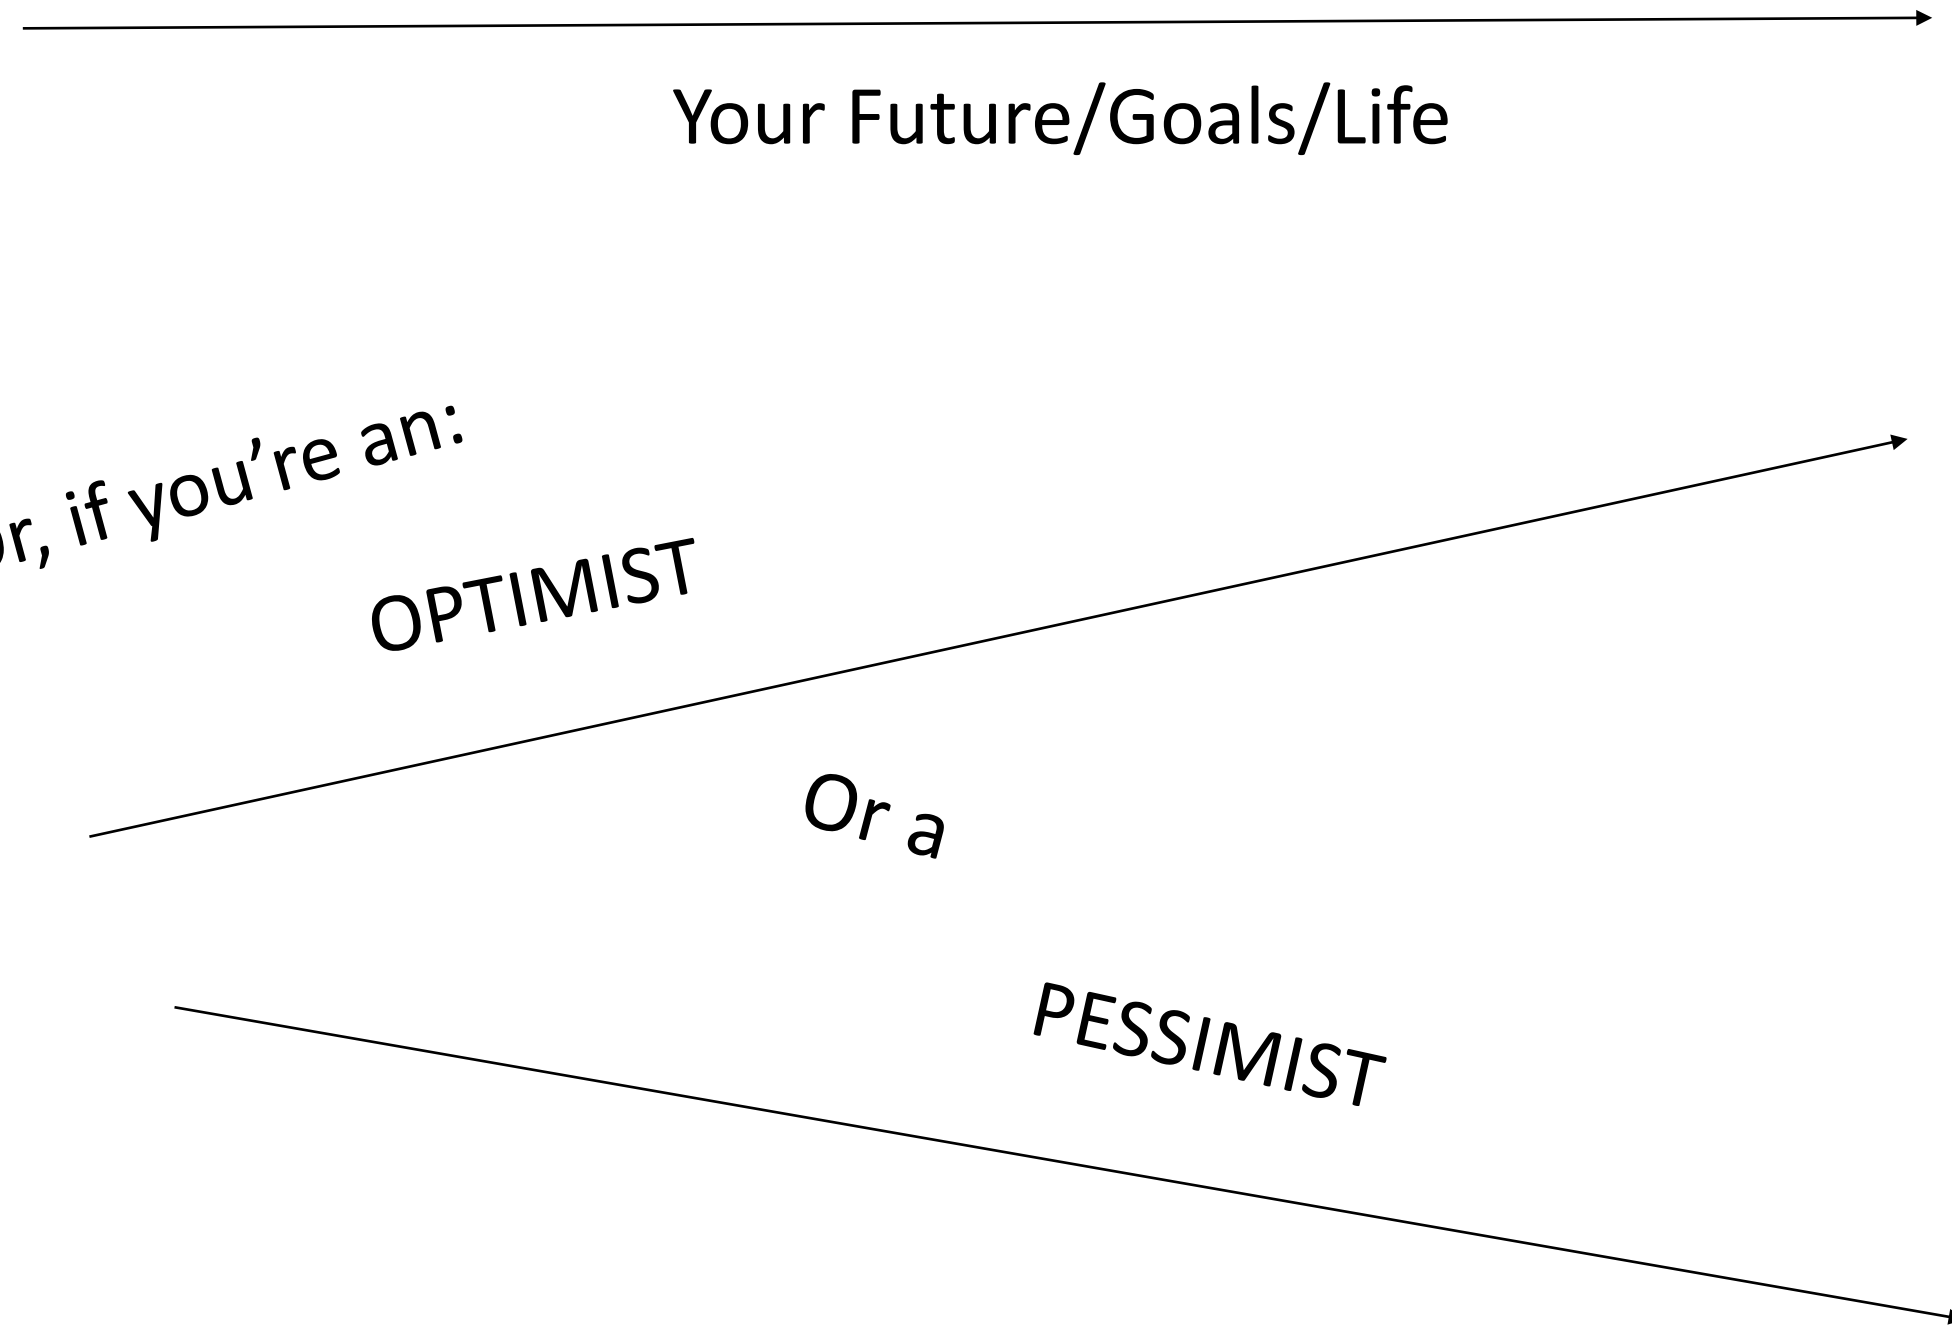 Your Future/Goals/Life
r, if you’re an:
OPTIMIST
Or a
PESSIMIST